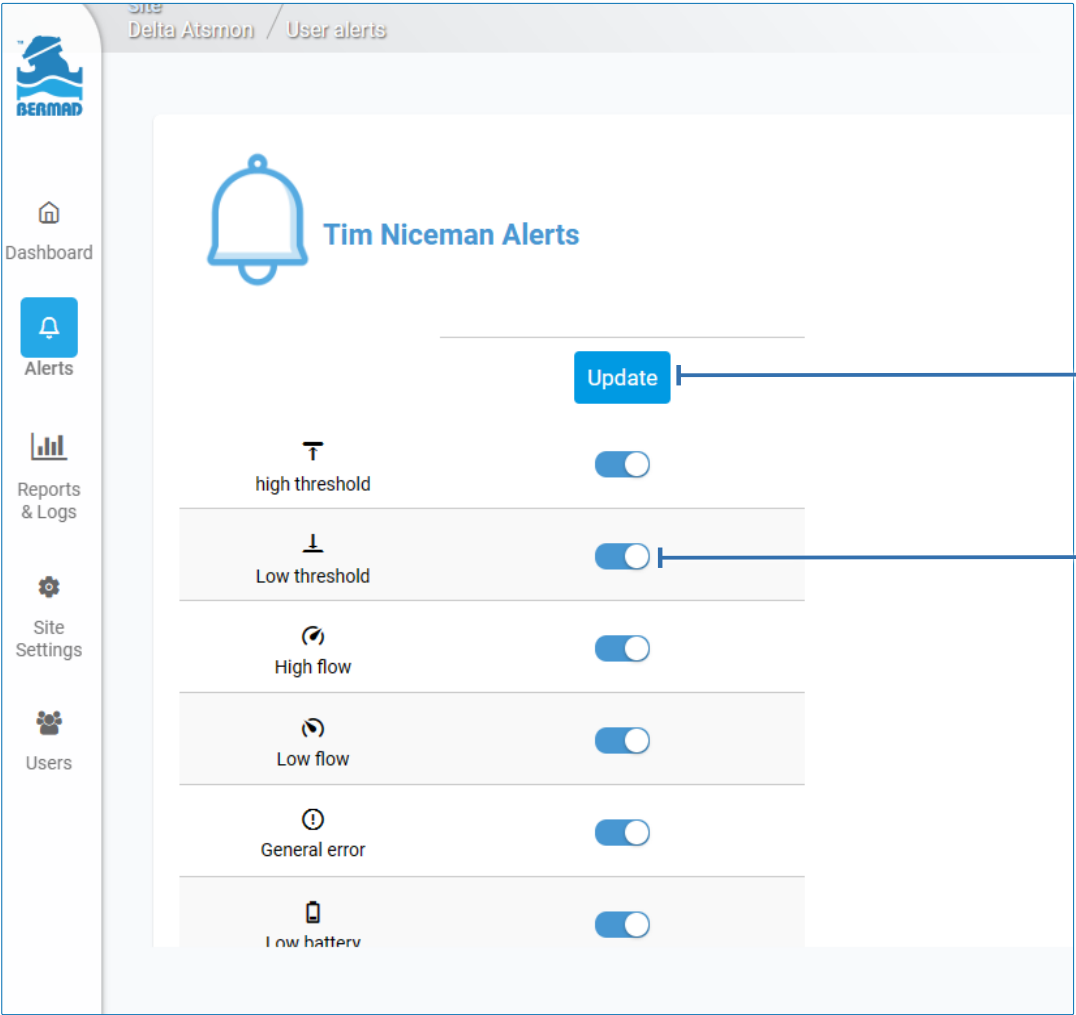 Site
Delta Atsmon / User alerts
™
BERMAD
Dashboard
Alerts
Reports
& Logs
Site
Settings
Users
Tim Niceman Alerts
Update
high threshold
Low threshold
High flow
Low flow
General error
Low battery